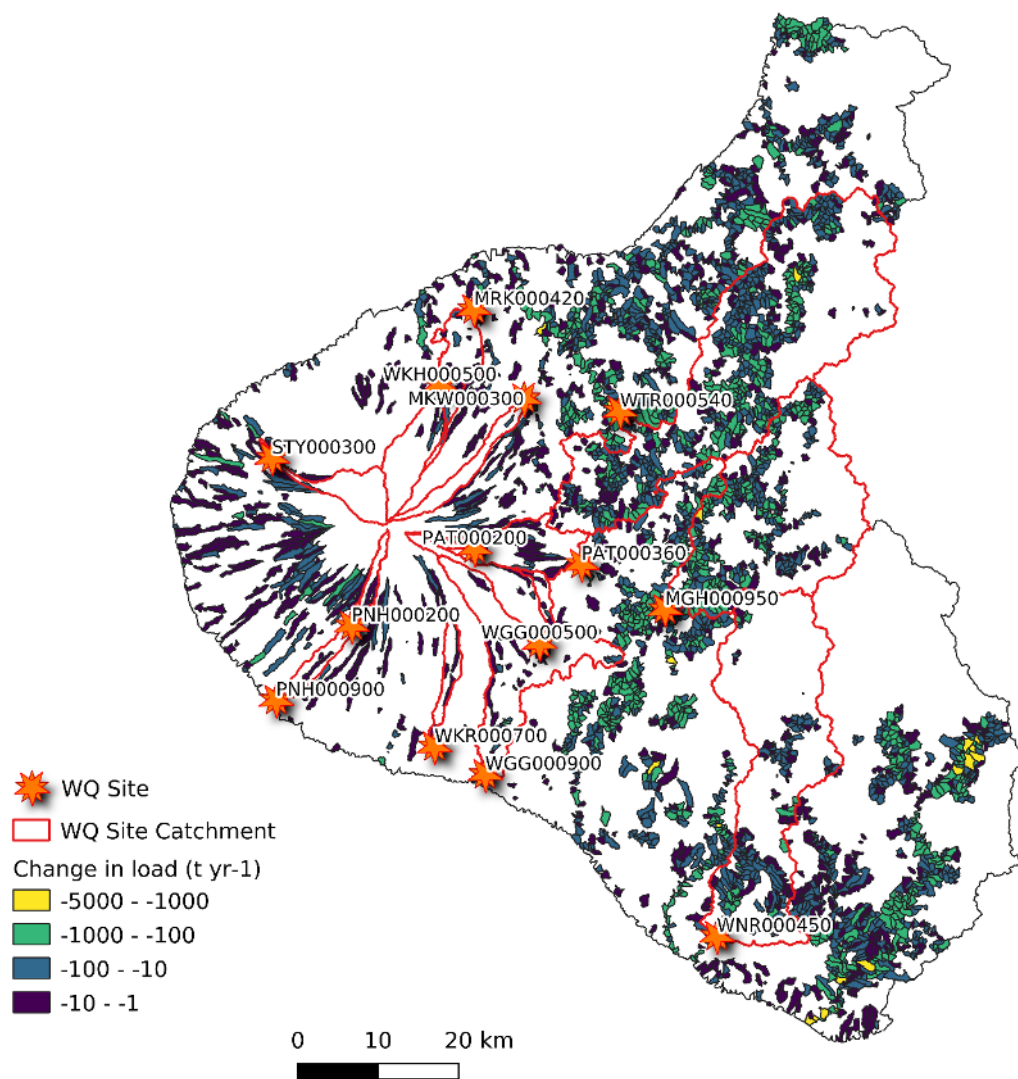 MRK000420
WKH000500
MKW000300
WTR000540
STY000300
PAT000200
PAT000360
MGH000950
PNH000200
WGG000500
PNH000900
WKR000700
WGG000900
WNR000450
WQ Site
WQ Site Catchment
Change in load (t yr-1)
-5000 - -1000
-1000 - -100
-100 - -10
-10 - -1
0 10 20 km